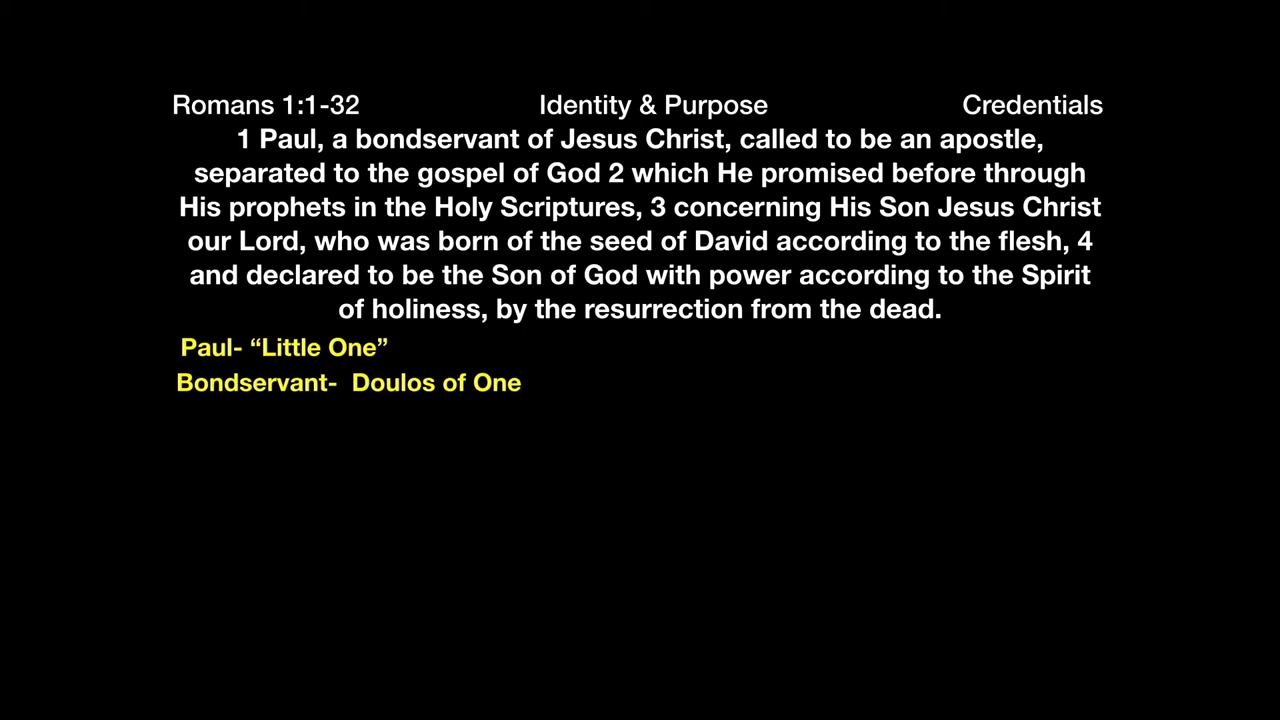 Romans 1:1-32 Identity & Purpose Credentials
1 Paul, a bondservant of Jesus Christ, called to be an apostle,
separated to the gospel of God 2 which He promised before through
His prophets in the Holy Scriptures, 3 concerning His Son Jesus Christ
our Lord, who was born of the seed of David according to the flesh, 4
and declared to be the Son of God with power according to the Spirit
of holiness, by the resurrection from the dead.
Paul- “Little One”
Bondservant- Doulos of One